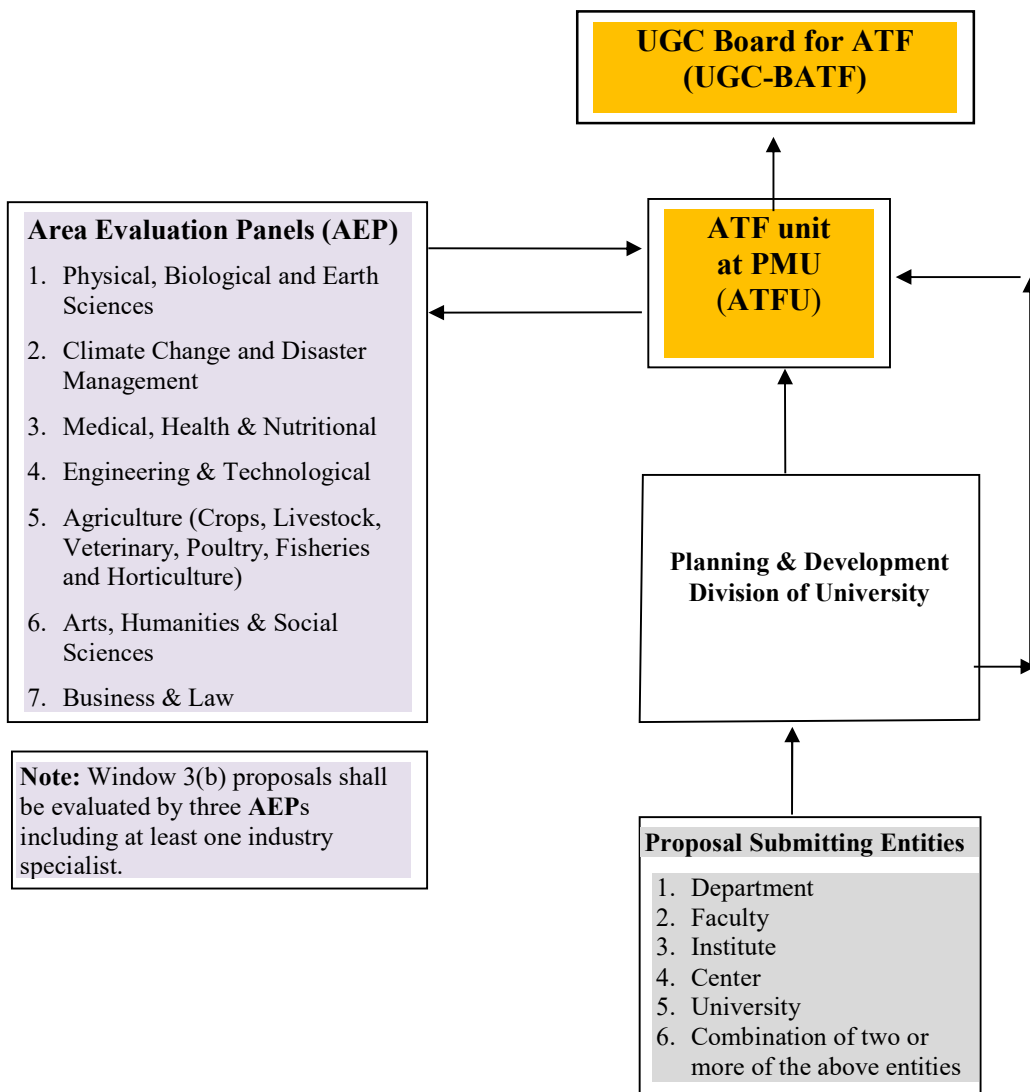 UGC Board for ATF
(UGC-BATF)
Area Evaluation Panels (AEP)
1. Physical, Biological and Earth
Sciences
2. Climate Change and Disaster
Management
3. Medical, Health & Nutritional
4. Engineering & Technological
5. Agriculture (Crops, Livestock,
Veterinary, Poultry, Fisheries
and Horticulture)
6. Arts, Humanities & Social
Sciences
7. Business & Law
ATF unit
at PMU
(ATFU)
Planning & Development
Division of University
Note: Window 3(b) proposals shall
be evaluated by three AEPs
including at least one industry
specialist.
Proposal Submitting Entities
1. Department
2. Faculty
3. Institute
4. Center
5. University
6. Combination of two or
more of the above entities